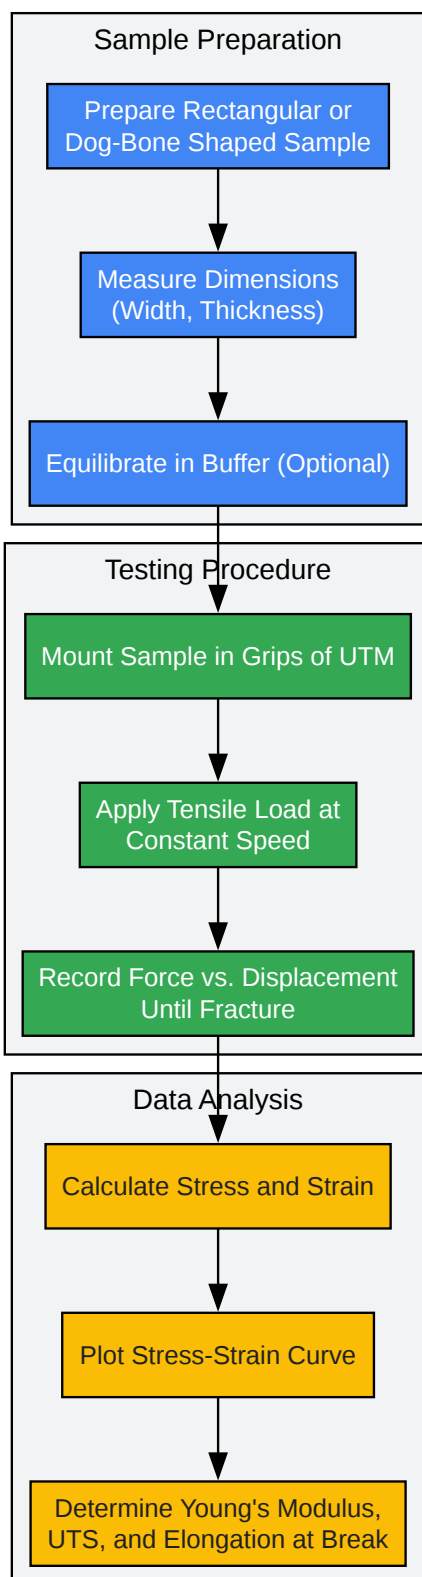 Sample Preparation
Prepare Rectangular or
Dog-Bone Shaped Sample
Measure Dimensions
(Width, Thickness)
Equilibrate in Buffer (Optional)
Testing Procedure
Mount Sample in Grips of UTM
Apply Tensile Load at
Constant Speed
Record Force vs. Displacement
Until Fracture
Data Analysis
Calculate Stress and Strain
Plot Stress-Strain Curve
Determine Young's Modulus,
UTS, and Elongation at Break